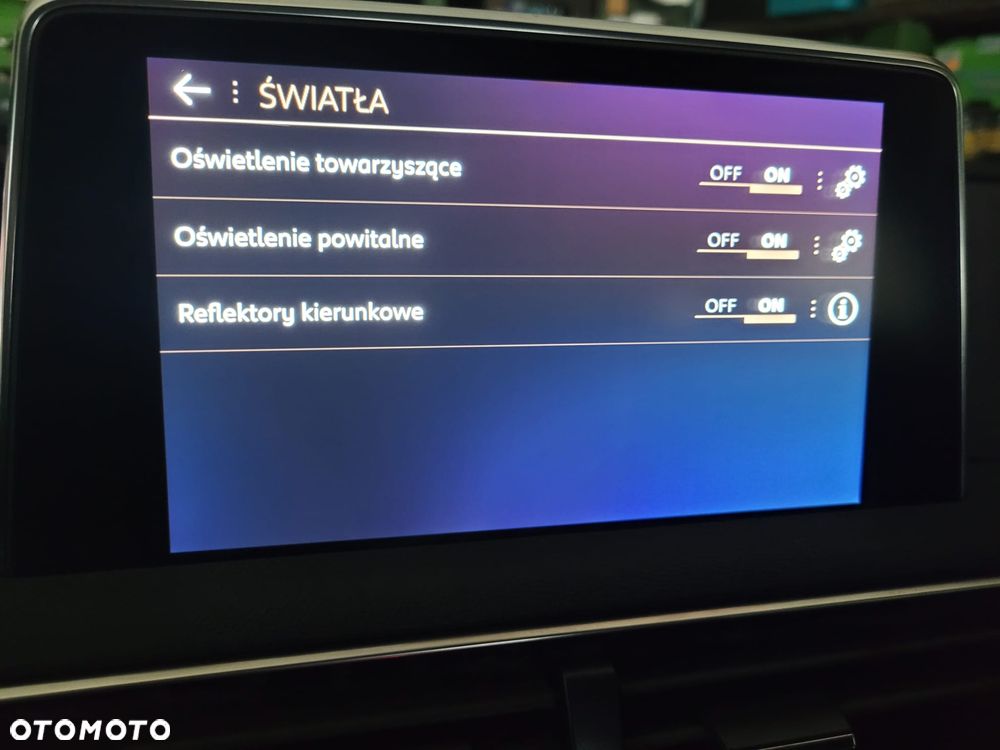 ŚWIATŁA
Oświetlenie towarzyszące OFF ON
Oświetlenie powitalne OFF ON
Reflektory kierunkowe OFF ON
OTOMOTO